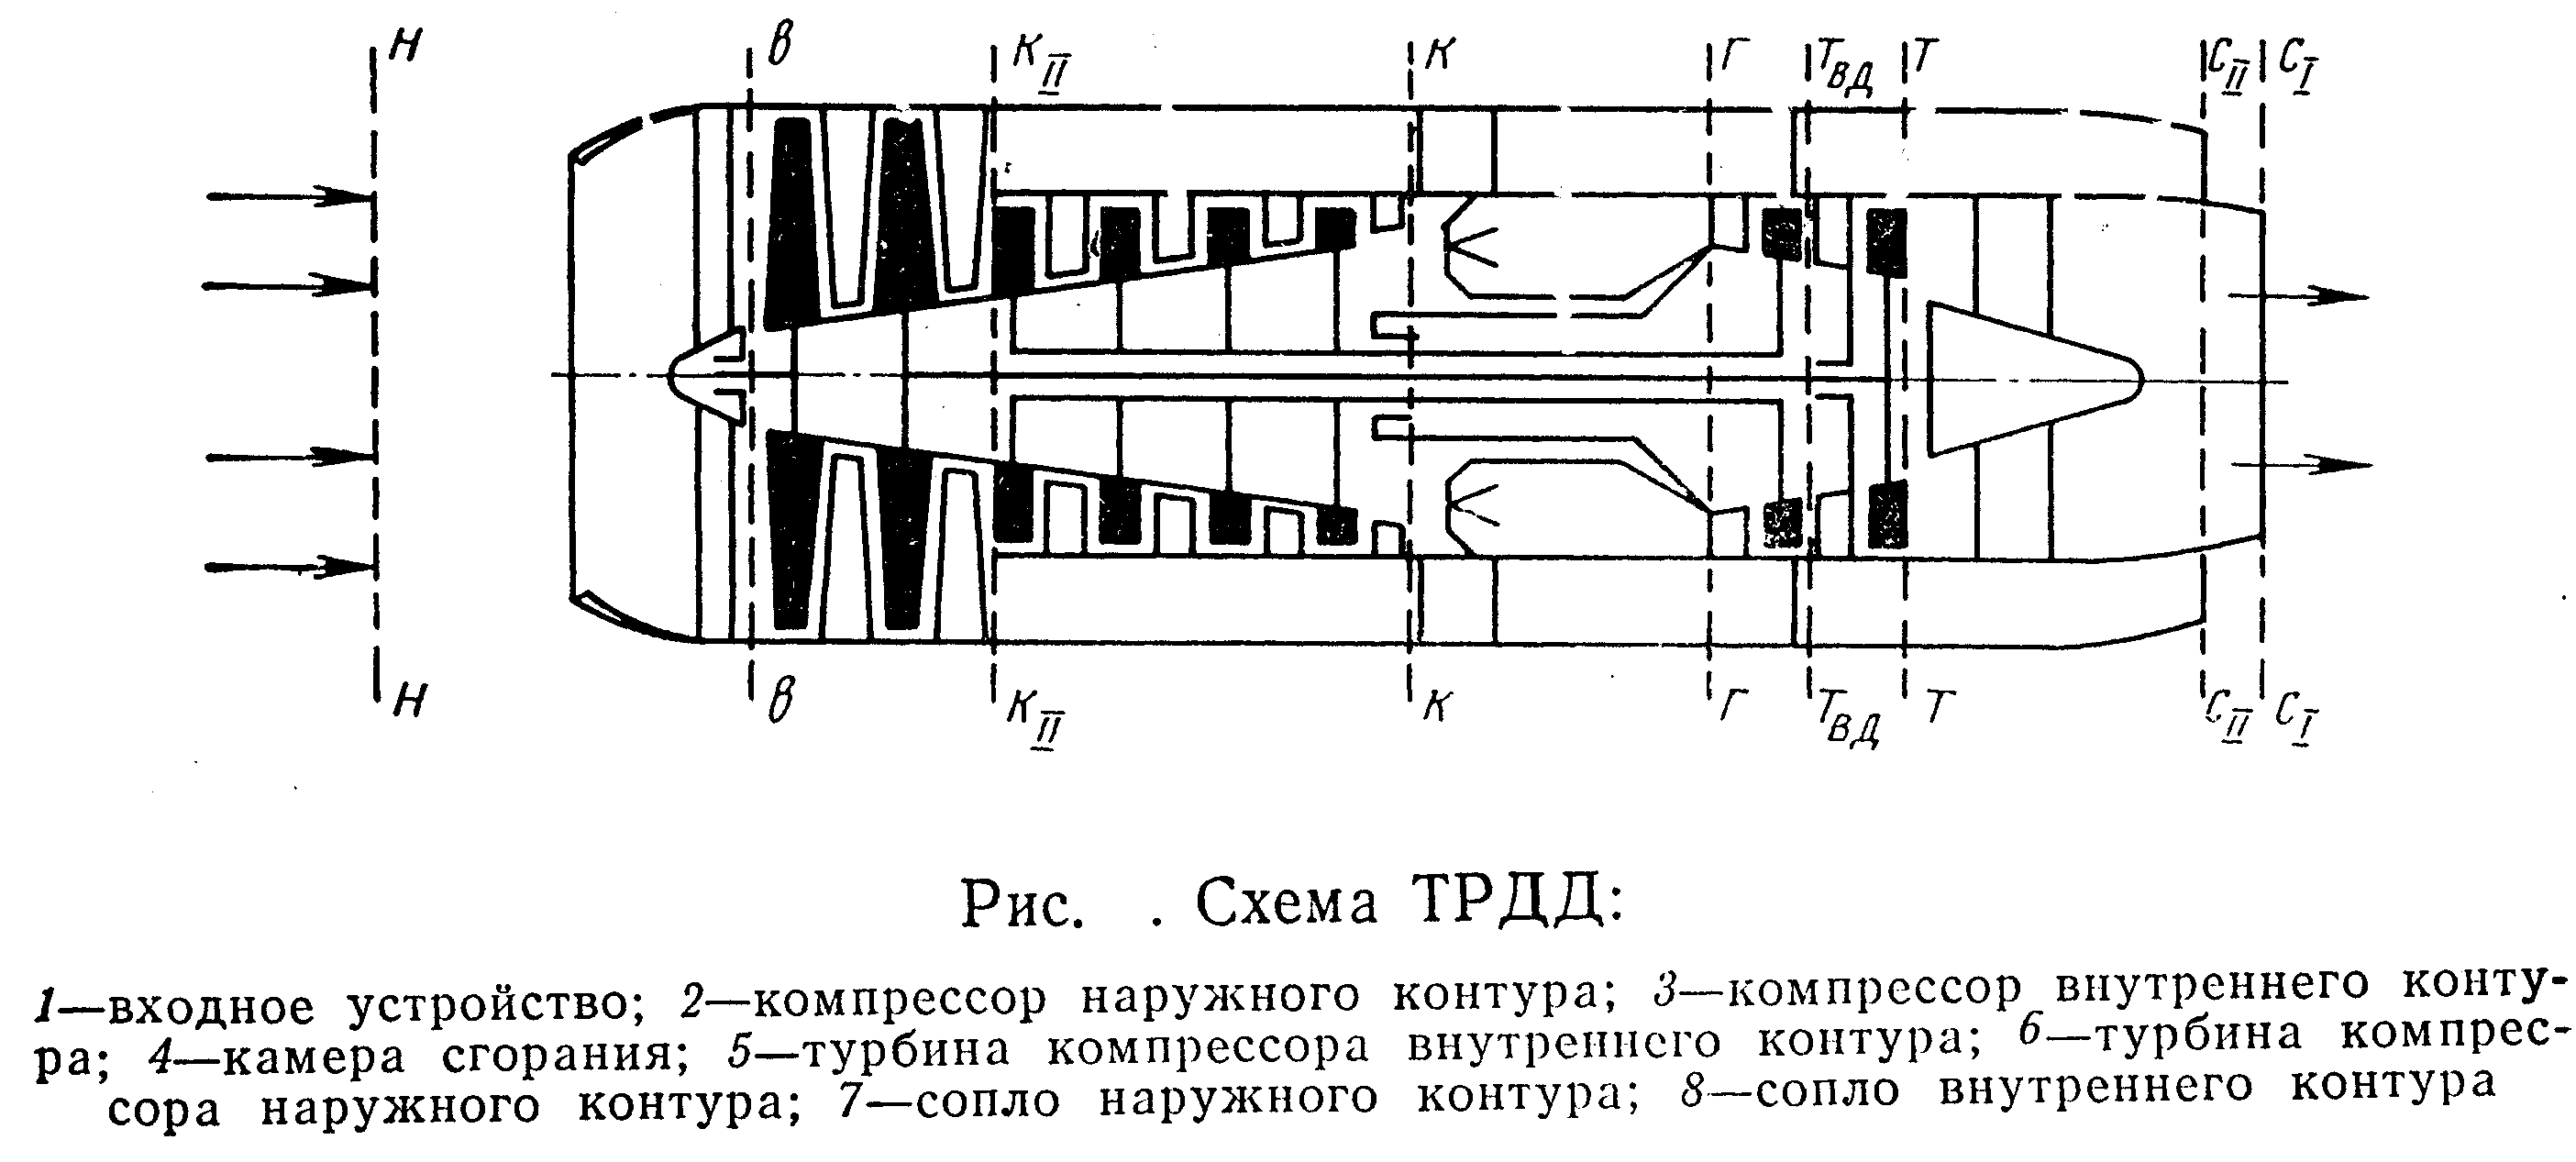 Н В К_II К Г Т_ВД Т С_II С_I
Н В К_II К Г Т_ВД Т С_II С_I
Рис. . Схема ТРДД:
1—входное устройство; 2—компрессор наружного контура; 3—компрессор внутреннего конту-
ра; 4—камера сгорания; 5—турбина компрессора внутреннего контура; 6—турбина компрес-
сора наружного контура; 7—сопло наружного контура; 8—сопло внутреннего контура